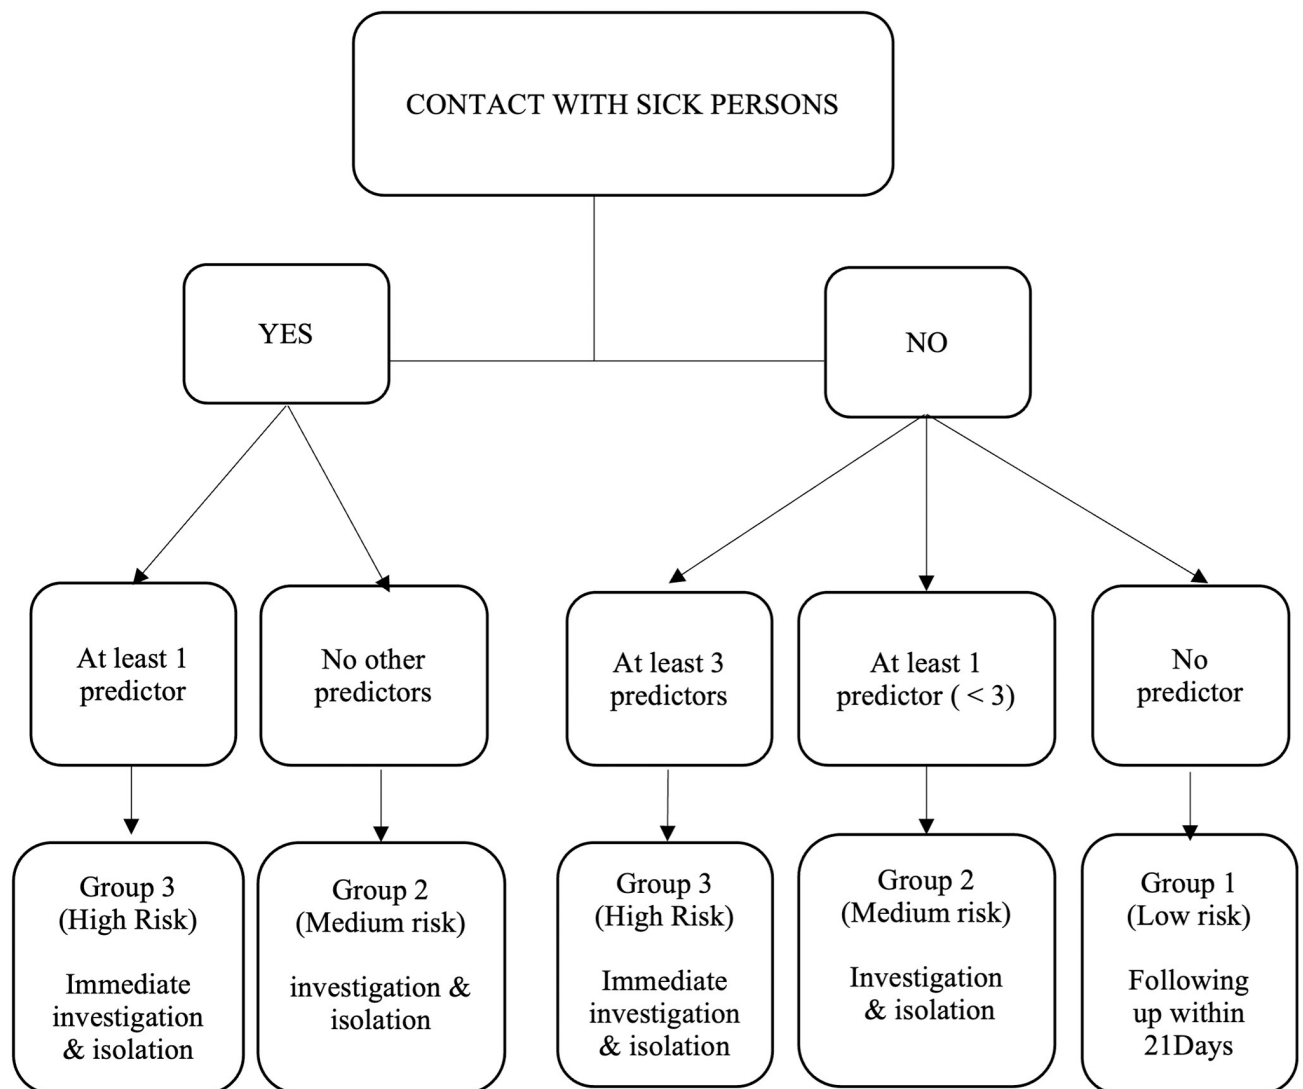 CONTACT WITH SICK PERSONS
YES
NO
At least 1
predictor
No other
predictors
At least 3
predictors
At least 1
predictor ( < 3)
No
predictor
Group 3
(High Risk)
Immediate
investigation
& isolation
Group 2
(Medium risk)
investigation &
isolation
Group 3
(High Risk)
Immediate
investigation
& isolation
Group 2
(Medium risk)
Investigation
& isolation
Group 1
(Low risk)
Following
up within
21Days